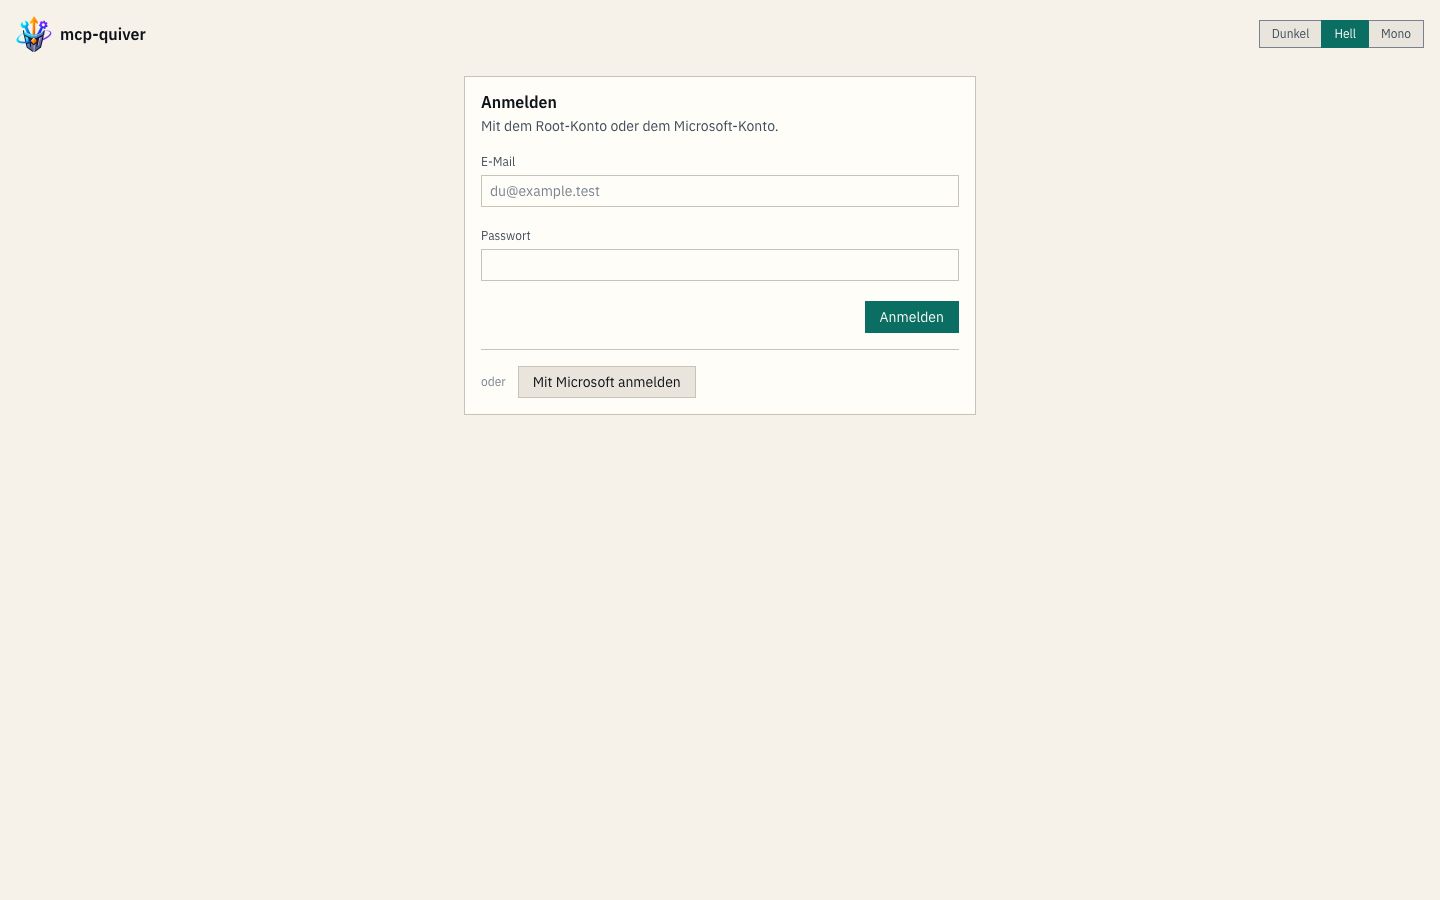 mcp-quiver
Dunkel Hell Mono
Anmelden
Mit dem Root-Konto oder dem Microsoft-Konto.
E-Mail
du@example.test
Passwort
Anmelden
oder Mit Microsoft anmelden